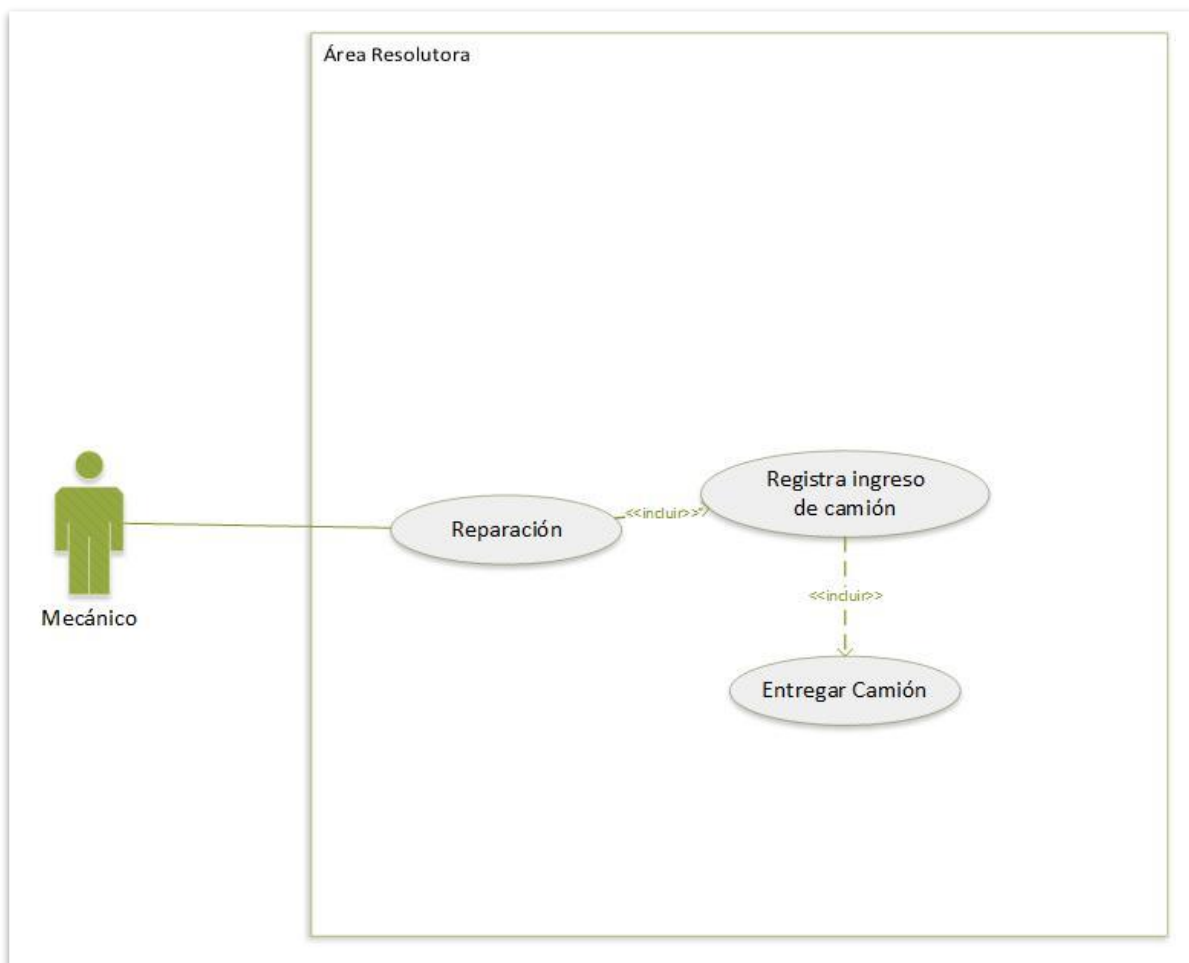 Área Resolutora
Registra ingreso
de camión
<<incluir>>
Reparación
Mecánico
<<incluir>>
Entregar Camión